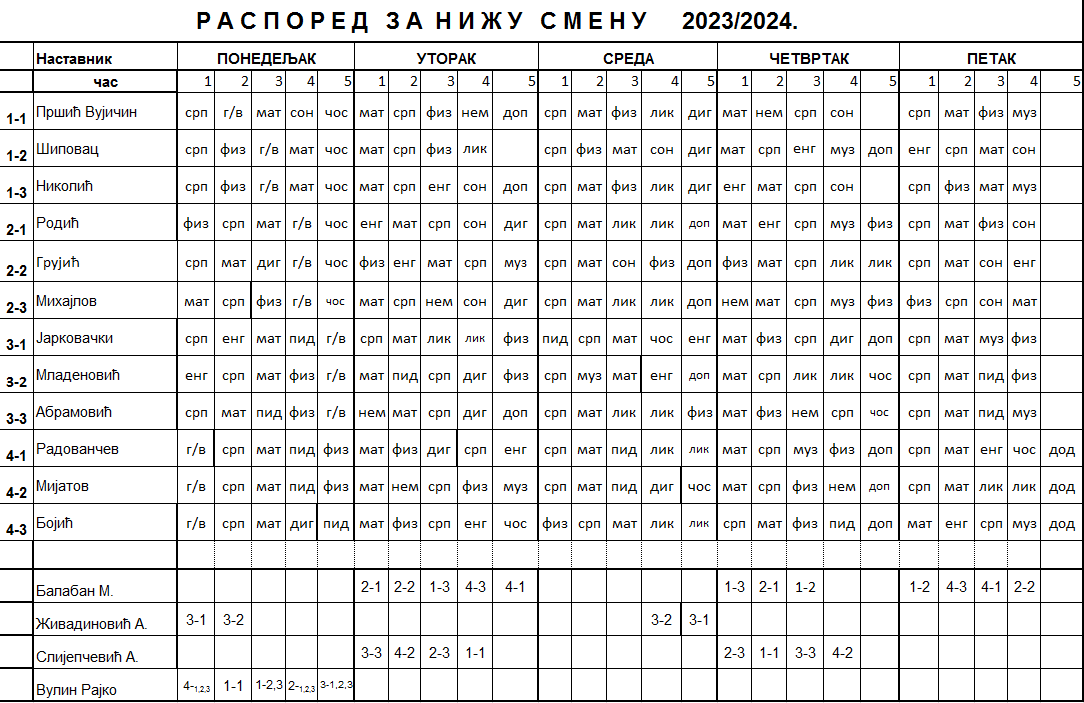 РАСПОРЕД ЗА НИЖУ СМЕНУ 2023/2024.
Наставник ПОНЕДЕЉАК УТОРАК СРЕДА ЧЕТВРТАК ПЕТАК
час 1 2 3 4 5 1 2 3 4 5 1 2 3 4 5 1 2 3 4 5 1 2 3 4 5
1-1 Пршић Вујичин срп г/в мат сон чос мат срп физ нем доп срп мат физ лик диг мат нем срп сон срп мат физ муз
1-2 Шиповац срп физ г/в мат чос мат срп физ лик срп физ мат сон диг мат срп енг муз доп енг срп мат сон
1-3 Николић срп физ г/в мат чос мат срп енг сон доп срп мат физ лик диг енг мат срп сон срп физ мат муз
2-1 Родић физ срп мат г/в чос енг мат срп сон диг срп мат лик лик доп мат енг срп муз физ срп мат физ сон
2-2 Грујић срп мат диг г/в чос физ енг мат срп муз срп мат сон физ доп физ мат срп лик лик срп мат сон енг
2-3 Михајлов мат срп физ г/в чос мат срп нем сон диг срп мат лик лик доп нем мат срп муз физ физ срп сон мат
3-1 Јарковачки срп енг мат пид г/в срп мат лик лик физ пид срп мат чос енг мат физ срп диг доп срп мат муз физ
3-2 Младеновић енг срп мат физ г/в мат пид срп диг физ срп муз мат енг доп мат срп лик лик чос срп мат пид физ
3-3 Абрамовић срп мат пид физ г/в нем мат срп диг доп срп мат лик лик физ мат физ нем срп чос срп мат пид муз
4-1 Радованчев г/в срп мат пид физ мат физ диг срп енг срп мат пид лик лик мат срп муз физ доп срп мат енг чос дод
4-2 Мијатов г/в срп мат пид физ мат нем срп физ муз срп мат пид диг чос мат срп физ нем доп срп мат лик лик дод
4-3 Бојић г/в срп мат диг пид мат физ срп енг чос физ срп мат лик лик срп мат физ пид доп мат енг срп муз дод
Балабан М. 2-1 2-2 1-3 4-3 4-1 1-3 2-1 1-2 1-2 4-3 4-1 2-2
Живадиновић А. 3-1 3-2 3-2 3-1
Слијепчевић А. 3-3 4-2 2-3 1-1 2-3 1-1 3-3 4-2
Вулин Рајко 4-1,2,3 1-1 1-2,3 2-1,2,3 3-1,2,3